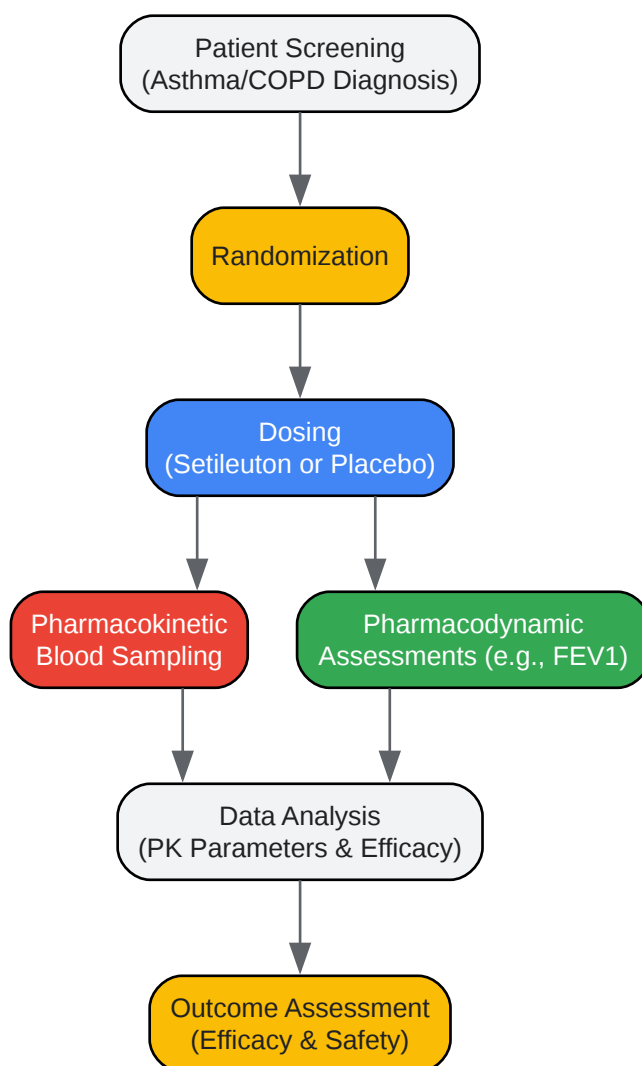 Patient Screening
(Asthma/COPD Diagnosis)
Randomization
Dosing
(Setileuton or Placebo)
Pharmacokinetic
Blood Sampling
Pharmacodynamic
Assessments (e.g., FEV1)
Data Analysis
(PK Parameters & Efficacy)
Outcome Assessment
(Efficacy & Safety)